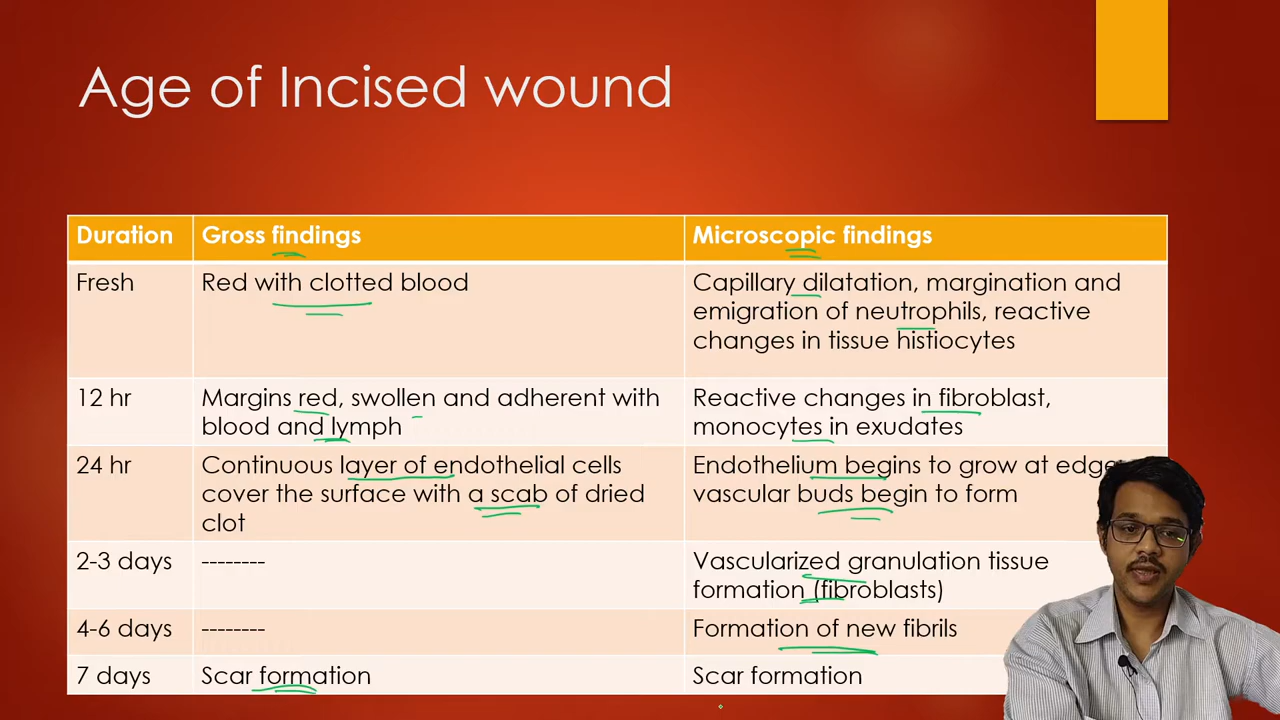 Age of Incised wound
Duration Gross findings Microscopic findings
Fresh Red with clotted blood Capillary dilatation, margination and
emigration of neutrophils, reactive
changes in tissue histiocytes
12 hr Margins red, swollen and adherent with Reactive changes in fibroblast,
blood and lymph monocytes in exudates
24 hr Continuous layer of endothelial cells Endothelium begins to grow at edge
cover the surface with a scab of dried vascular buds begin to form
clot
2-3 days -------- Vascularized granulation tissue
formation (fibroblasts)
4-6 days -------- Formation of new fibrils
7 days Scar formation Scar formation